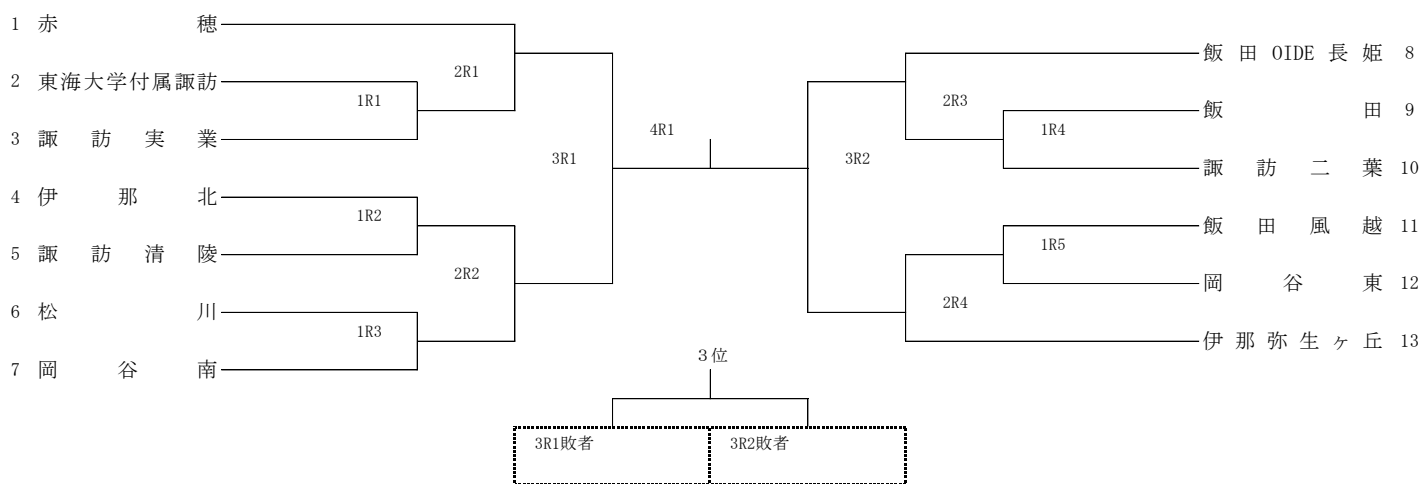 1 赤穂
2 東海大学付属諏訪
3 諏訪実業
4 伊那北
5 諏訪清陵
6 松川
7 岡谷南
1R1
1R2
1R3
2R1
2R2
3R1
4R1
3R2
2R3
2R4
1R4
1R5
飯田OIDE長姫 8
飯田 9
諏訪二葉 10
飯田風越 11
岡谷東 12
伊那弥生ヶ丘 13
３位
3R1敗者
3R2敗者